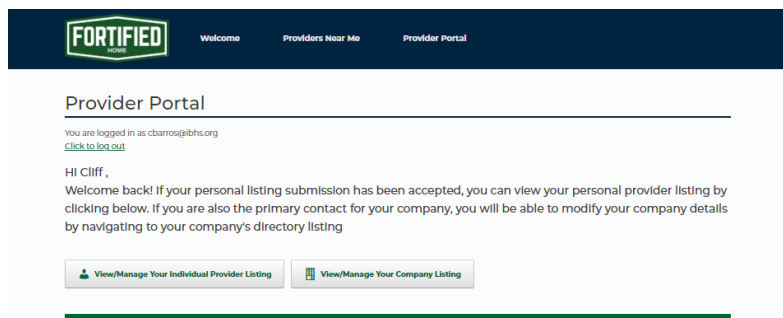 FORTIFIED
HOME
Welcome Providers Near Me Provider Portal
Provider Portal
You are logged in as cbarros@ibhs.org
Click to log out
Hi Cliff ,
Welcome back! If your personal listing submission has been accepted, you can view your personal provider listing by
clicking below. If you are also the primary contact for your company, you will be able to modify your company details
by navigating to your company's directory listing
View/Manage Your Individual Provider Listing View/Manage Your Company Listing